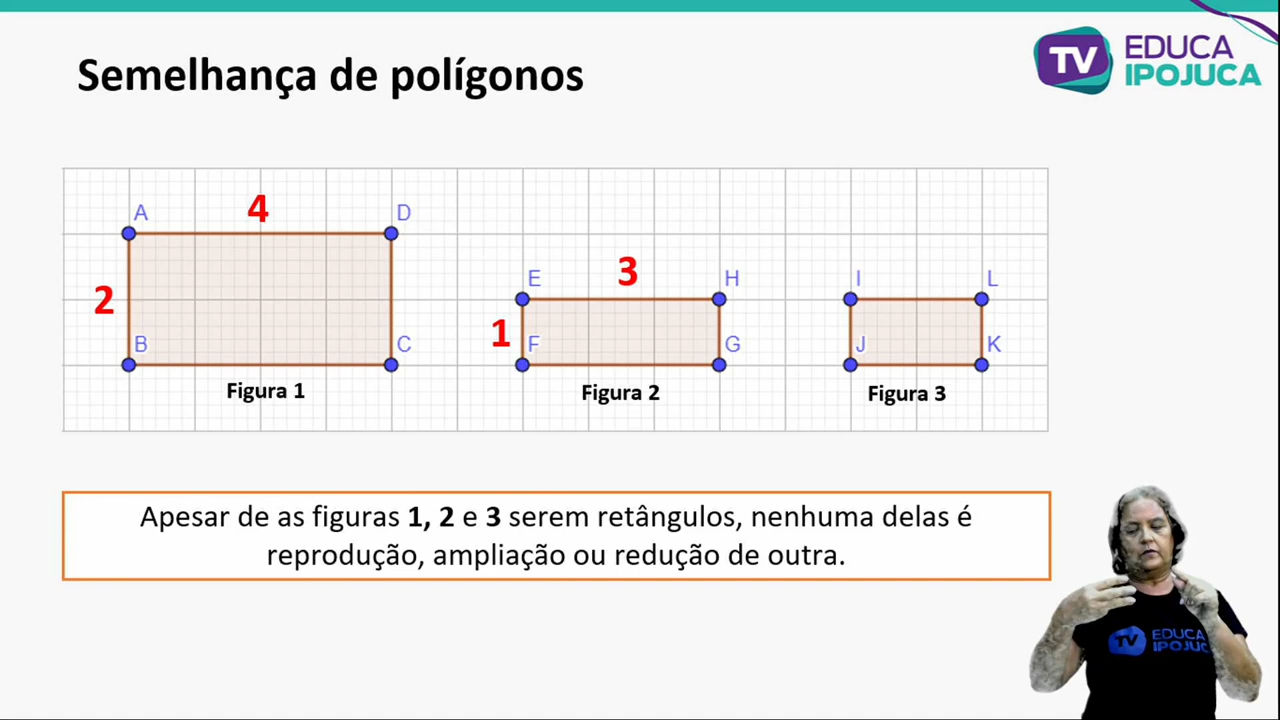 TV EDUCA
IPOJUCA
Semelhança de polígonos
A 4 D
2
B C
Figura 1
E 3 H
1 F G
Figura 2
I L
J K
Figura 3
Apesar de as figuras 1, 2 e 3 serem retângulos, nenhuma delas é
reprodução, ampliação ou redução de outra.
TV EDUCA
IPOJUC